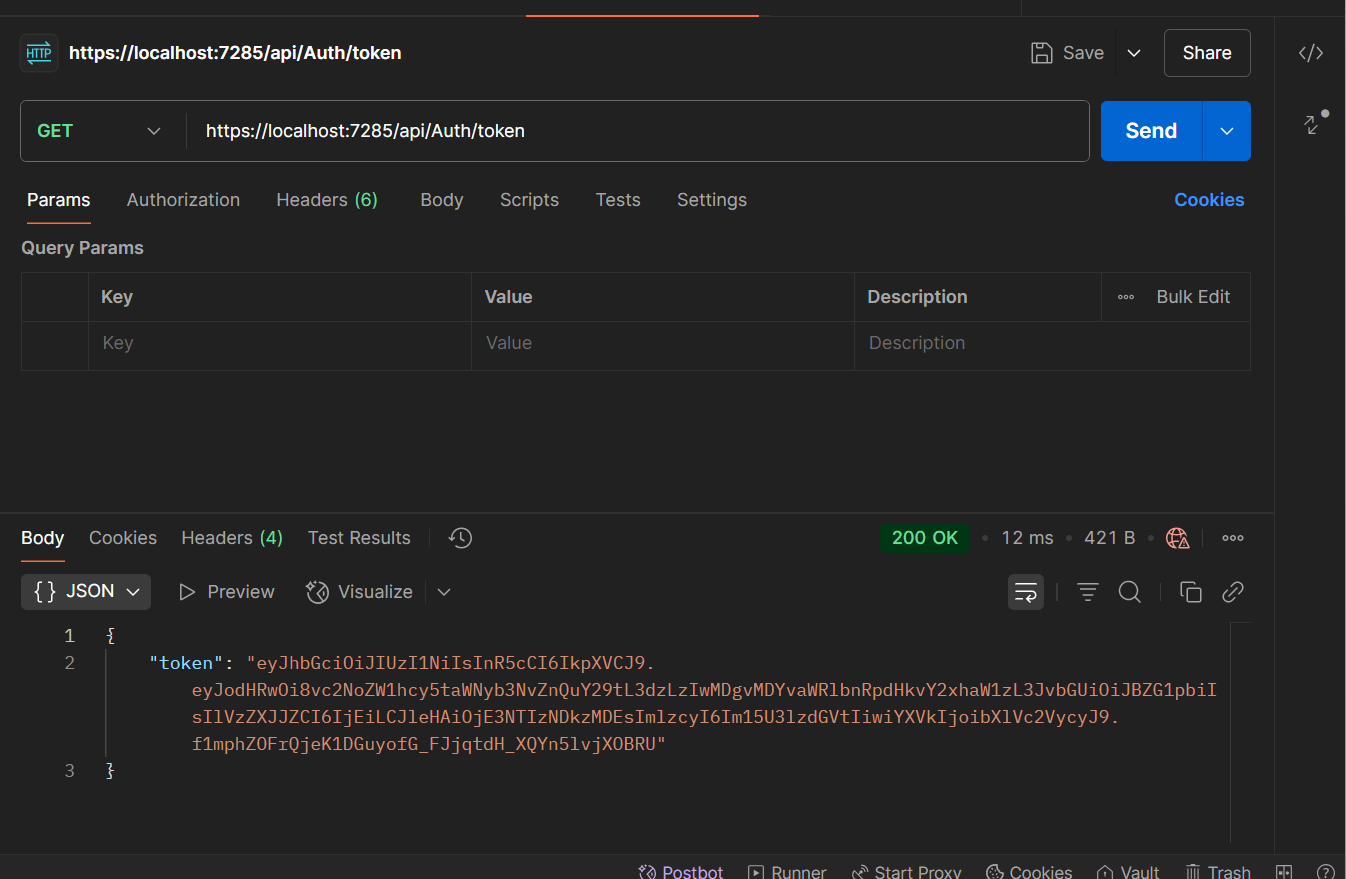 HTTP https://localhost:7285/api/Auth/token Save Share
GET https://localhost:7285/api/Auth/token Send
Params Authorization Headers (6) Body Scripts Tests Settings Cookies
Query Params
Key Value Description Bulk Edit
Key Value Description
Body Cookies Headers (4) Test Results 200 OK • 12 ms • 421 B
{} JSON Preview Visualize
1 {
2 "token": "eyJhbGciOiJIUzI1NiIsInR5cCI6IkpXVCJ9.
eyJodHRwOi8vc2NoZW1hcy5taWNyb3NvZnQuY29tL3dzLzIwMDgvMDYvaWRlbnRpdHkvY2xhaW1zL3JvbGUiOiJBZG1pbiI
sIlVzZXJJZCI6IjEiLCJleHAiOjE3NTIzNDkzMDEsImlzcyI6Im15U3lzdGVtIiwiYXVkIjoibXlVc2VycyJ9.
f1mphZOFrQjeK1DGuyofG_FJjqtdH_XQYn5lvjXOBRU"
3 }
Postbot Runner Start Proxy Cookies Vault Trash